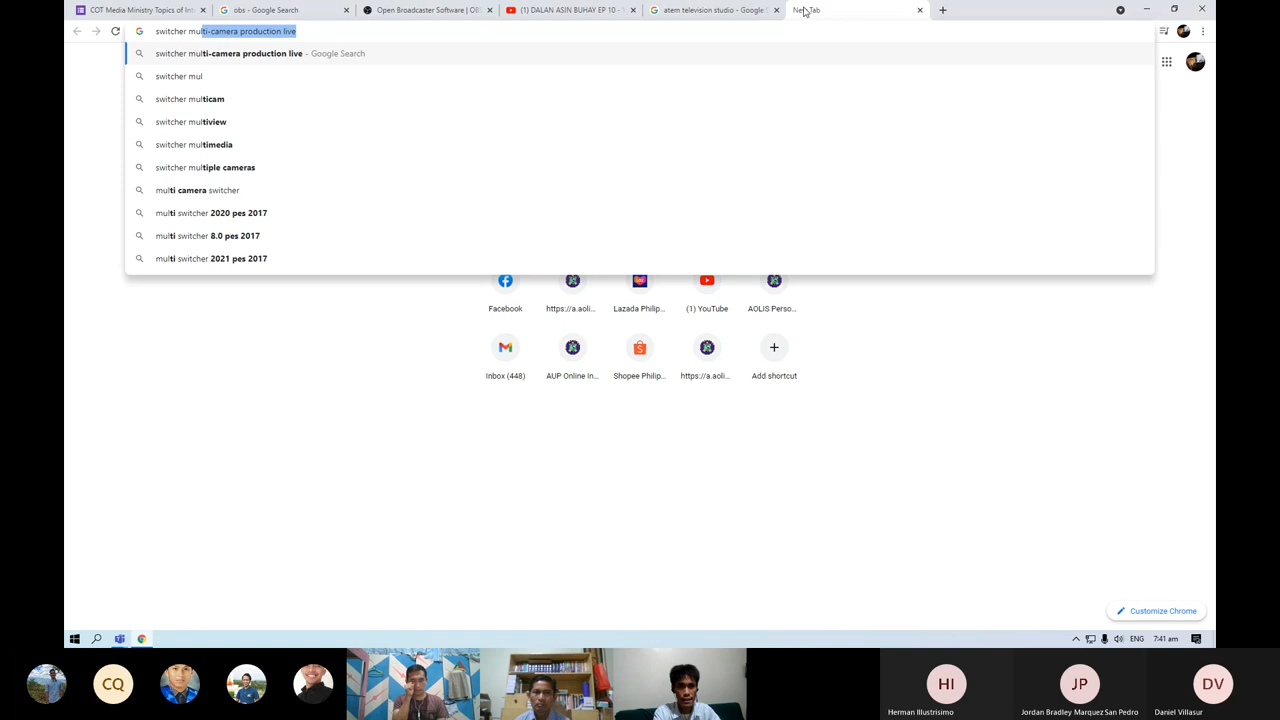 COT Media Ministry Topics of Int
obs - Google Search
Open Broadcaster Software | OB
(1) DALAN ASIN BUHAY EP 10 -
atem television studio - Google S
New Tab
switcher multi-camera production live
switcher multi-camera production live - Google Search
switcher mul
switcher multicam
switcher multiview
switcher multimedia
switcher multiple cameras
multi camera switcher
multi switcher 2020 pes 2017
multi switcher 8.0 pes 2017
multi switcher 2021 pes 2017
Facebook
https://a.aoli...
Lazada Philip...
(1) YouTube
AOLIS Perso...
Inbox (448)
AUP Online In...
Shopee Philip...
https://a.aoli...
Add shortcut
Customize Chrome
ENG
7:41 am
CQ
HI
JP
DV
Herman Illustrisimo
Jordan Bradley Marquez San Pedro
Daniel Villasur